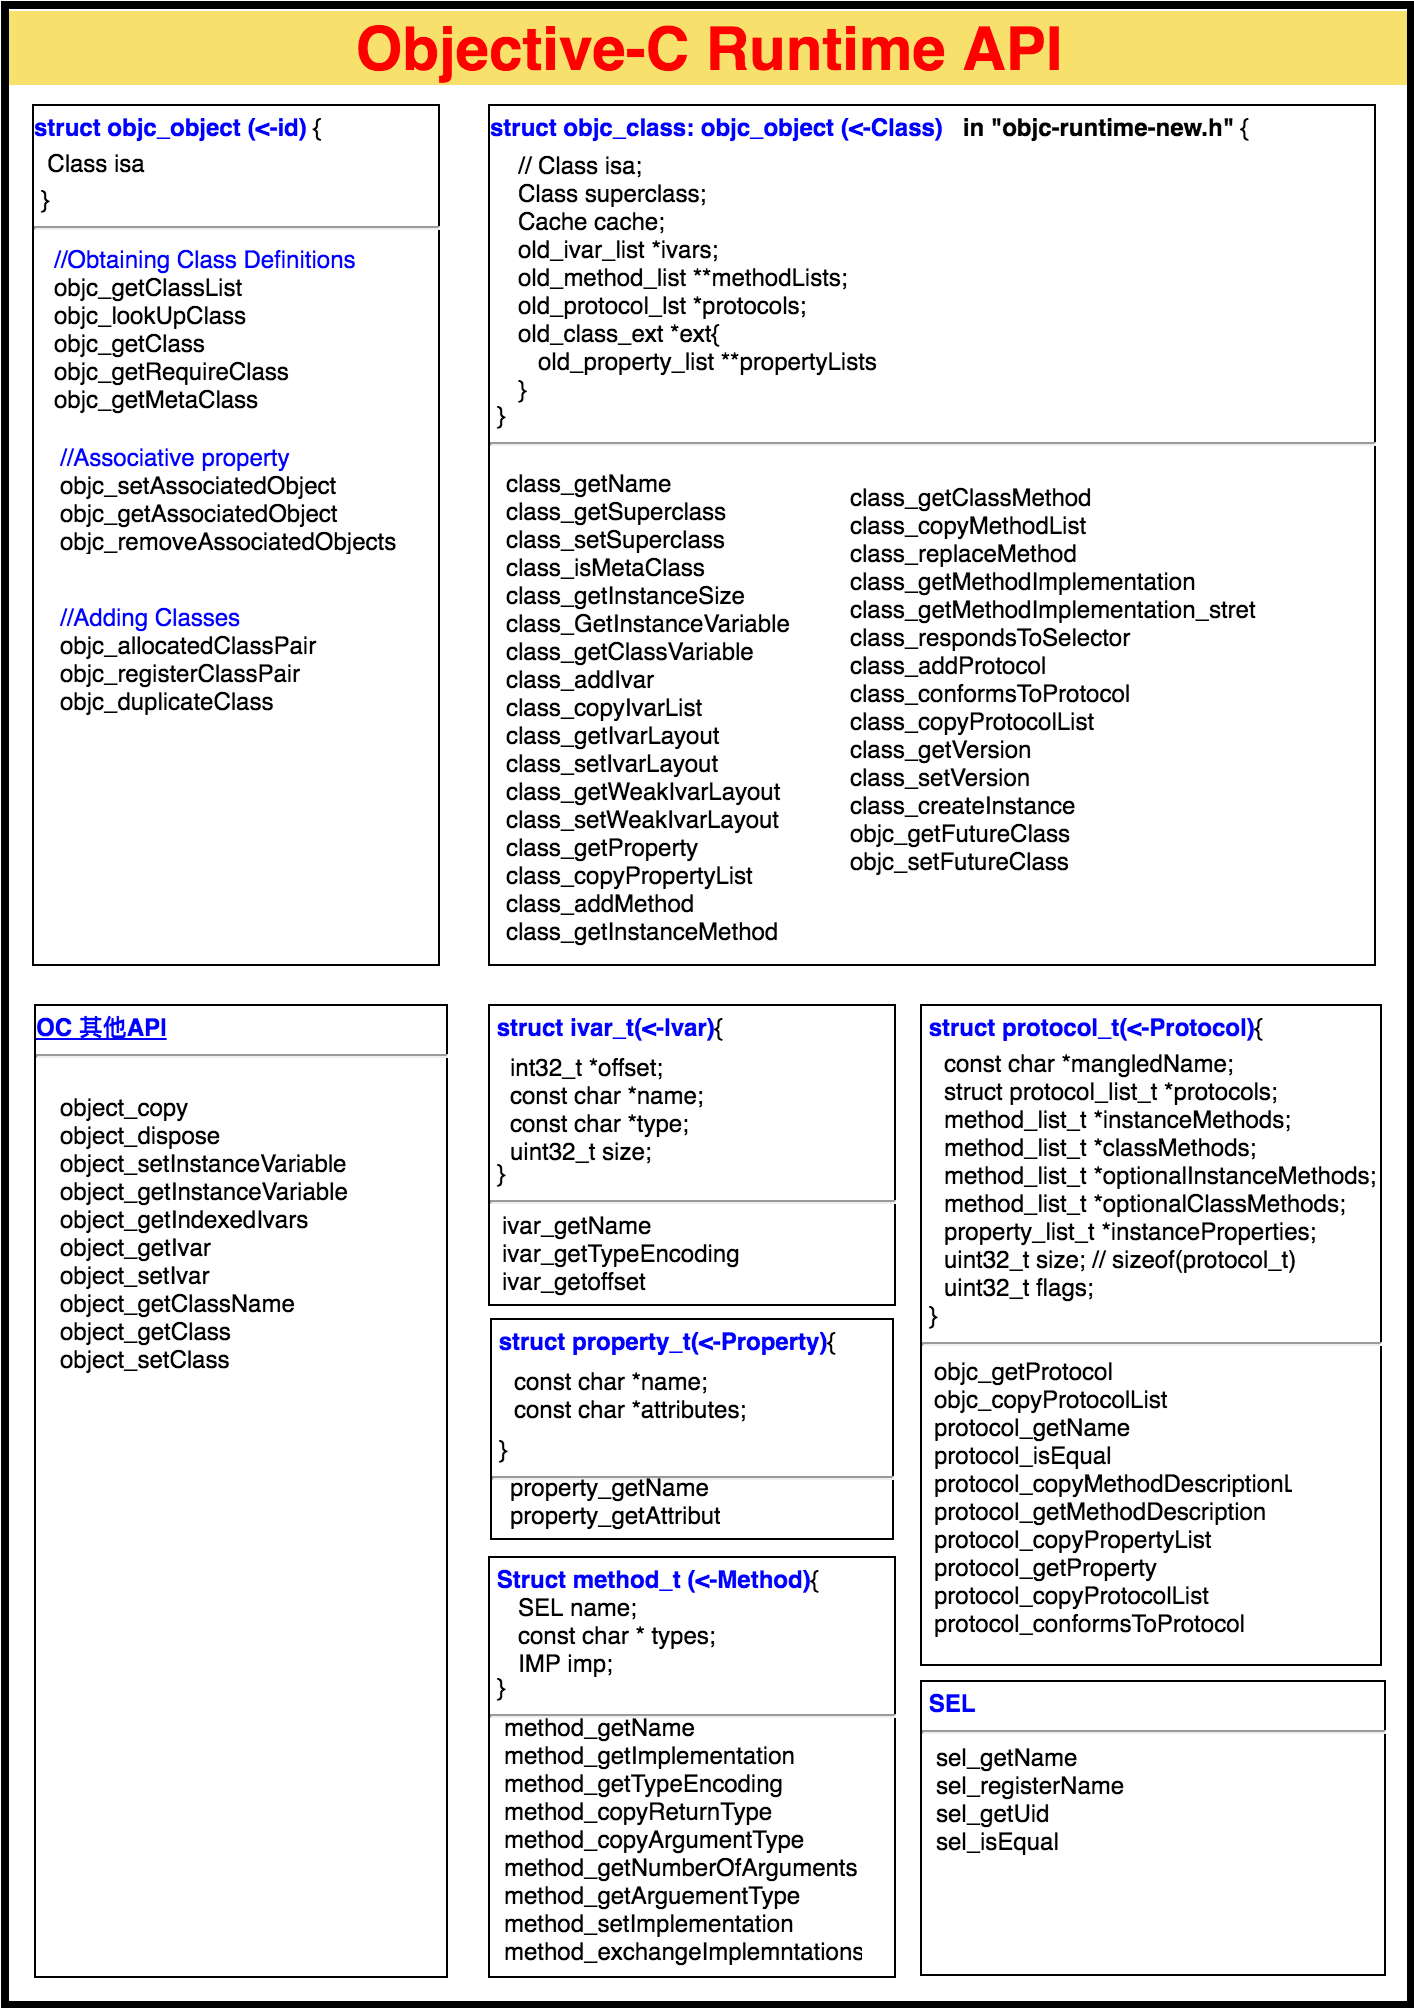 Objective-C Runtime API
struct objc_object (<-id) {
Class isa
}
//Obtaining Class Definitions
objc_getClassList
objc_lookUpClass
objc_getClass
objc_getRequireClass
objc_getMetaClass
//Associative property
objc_setAssociatedObject
objc_getAssociatedObject
objc_removeAssociatedObjects
//Adding Classes
objc_allocatedClassPair
objc_registerClassPair
objc_duplicateClass
struct objc_class: objc_object (<-Class) in "objc-runtime-new.h" {
// Class isa;
Class superclass;
Cache cache;
old_ivar_list *ivars;
old_method_list **methodLists;
old_protocol_lst *protocols;
old_class_ext *ext{
old_property_list **propertyLists
}
}
class_getName
class_getSuperclass
class_setSuperclass
class_isMetaClass
class_getInstanceSize
class_GetInstanceVariable
class_getClassVariable
class_addIvar
class_copyIvarList
class_getIvarLayout
class_setIvarLayout
class_getWeakIvarLayout
class_setWeakIvarLayout
class_getProperty
class_copyPropertyList
class_addMethod
class_getInstanceMethod
class_getClassMethod
class_copyMethodList
class_replaceMethod
class_getMethodImplementation
class_getMethodImplementation_stret
class_respondsToSelector
class_addProtocol
class_conformsToProtocol
class_copyProtocolList
class_getVersion
class_setVersion
class_createInstance
objc_getFutureClass
objc_setFutureClass
OC 其他API
object_copy
object_dispose
object_setInstanceVariable
object_getInstanceVariable
object_getIndexedIvars
object_getIvar
object_setIvar
object_getClassName
object_getClass
object_setClass
struct ivar_t(<-Ivar){
int32_t *offset;
const char *name;
const char *type;
uint32_t size;
}
ivar_getName
ivar_getTypeEncoding
ivar_getoffset
struct property_t(<-Property){
const char *name;
const char *attributes;
}
property_getName
property_getAttribut
Struct method_t (<-Method){
SEL name;
const char * types;
IMP imp;
}
method_getName
method_getImplementation
method_getTypeEncoding
method_copyReturnType
method_copyArgumentType
method_getNumberOfArguments
method_getArguementType
method_setImplementation
method_exchangeImplemntations
struct protocol_t(<-Protocol){
const char *mangledName;
struct protocol_list_t *protocols;
method_list_t *instanceMethods;
method_list_t *classMethods;
method_list_t *optionalInstanceMethods;
method_list_t *optionalClassMethods;
property_list_t *instanceProperties;
uint32_t size; // sizeof(protocol_t)
uint32_t flags;
}
objc_getProtocol
objc_copyProtocolList
protocol_getName
protocol_isEqual
protocol_copyMethodDescriptionL
protocol_getMethodDescription
protocol_copyPropertyList
protocol_getProperty
protocol_copyProtocolList
protocol_conformsToProtocol
SEL
sel_getName
sel_registerName
sel_getUid
sel_isEqual